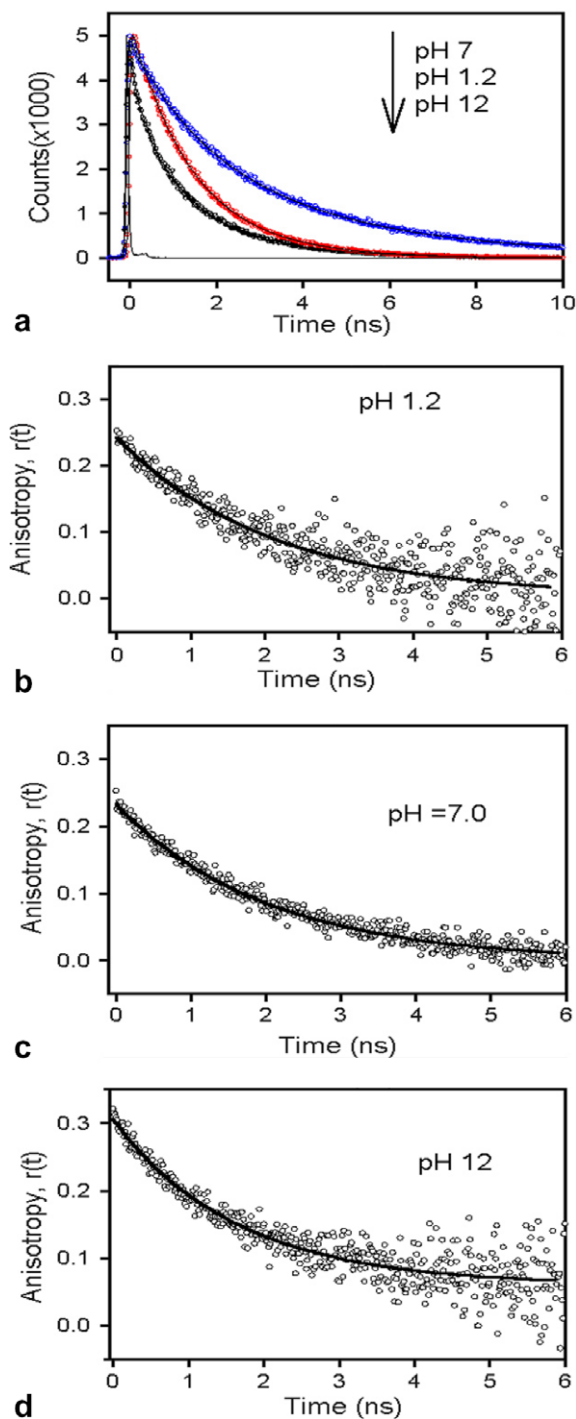 5
4
3
2
1
0
Counts(x1000)
pH 7
pH 1.2
pH 12
0 2 4 6 8 10
Time (ns)
a
0.3
0.2
0.1
0.0
Anisotropy, r(t)
pH 1.2
0 1 2 3 4 5 6
Time (ns)
b
0.3
0.2
0.1
0.0
Anisotropy, r(t)
pH =7.0
0 1 2 3 4 5 6
Time (ns)
c
0.3
0.2
0.1
0.0
Anisotropy, r(t)
pH 12
0 1 2 3 4 5 6
Time (ns)
d